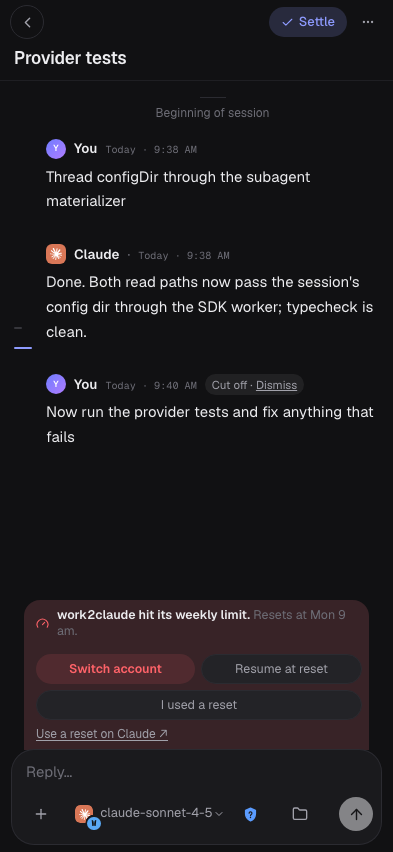 Settle
Provider tests
Beginning of session
Y You Today · 9:38 AM
Thread configDir through the subagent
materializer
Claude · Today · 9:38 AM
Done. Both read paths now pass the session's
config dir through the SDK worker; typecheck is
clean.
Y You Today · 9:40 AM Cut off · Dismiss
Now run the provider tests and fix anything that
fails
work2claude hit its weekly limit. Resets at Mon 9
am.
Switch account Resume at reset
I used a reset
Use a reset on Claude ↗
Reply...
W claude-sonnet-4-5